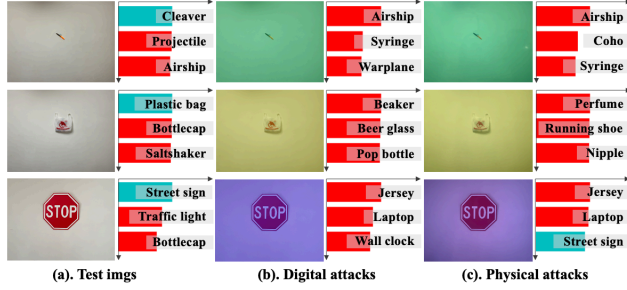 Cleaver
Projectile
Airship
Airship
Syringe
Warplane
Airship
Coho
Syringe
Plastic bag
Bottlecap
Saltshaker
Beaker
Beer glass
Pop bottle
Perfume
Running shoe
Nipple
STOP
Street sign
Traffic light
Bottlecap
STOP
Jersey
Laptop
Wall clock
STOP
Jersey
Laptop
Street sign
(a). Test imgs
(b). Digital attacks
(c). Physical attacks